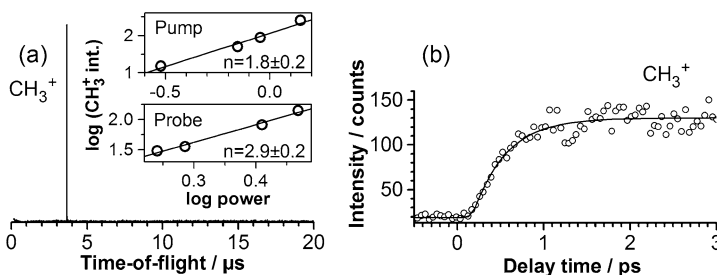 (a)
CH3+
Pump
n=1.8±0.2
2
1
-0.5
0.0
log (CH3+ int.)
Probe
n=2.9±0.2
2.0
1.5
0.3
0.4
log power
0
5
10
15
20
Time-of-flight / µs
(b)
CH3+
Intensity / counts
150
100
50
0
1
2
3
Delay time / ps